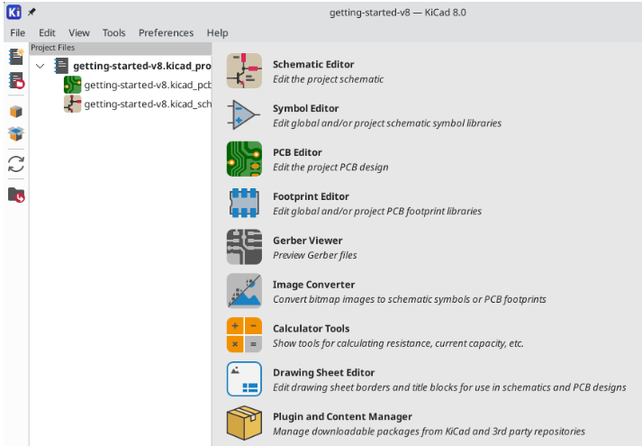 Ki
getting-started-v8 — KiCad 8.0
File Edit View Tools Preferences Help
Project Files
getting-started-v8.kicad_pro
getting-started-v8.kicad_pcb
getting-started-v8.kicad_sch
Schematic Editor
Edit the project schematic
Symbol Editor
Edit global and/or project schematic symbol libraries
PCB Editor
Edit the project PCB design
Footprint Editor
Edit global and/or project PCB footprint libraries
Gerber Viewer
Preview Gerber files
Image Converter
Convert bitmap images to schematic symbols or PCB footprints
Calculator Tools
Show tools for calculating resistance, current capacity, etc.
Drawing Sheet Editor
Edit drawing sheet borders and title blocks for use in schematics and PCB designs
Plugin and Content Manager
Manage downloadable packages from KiCad and 3rd party repositories